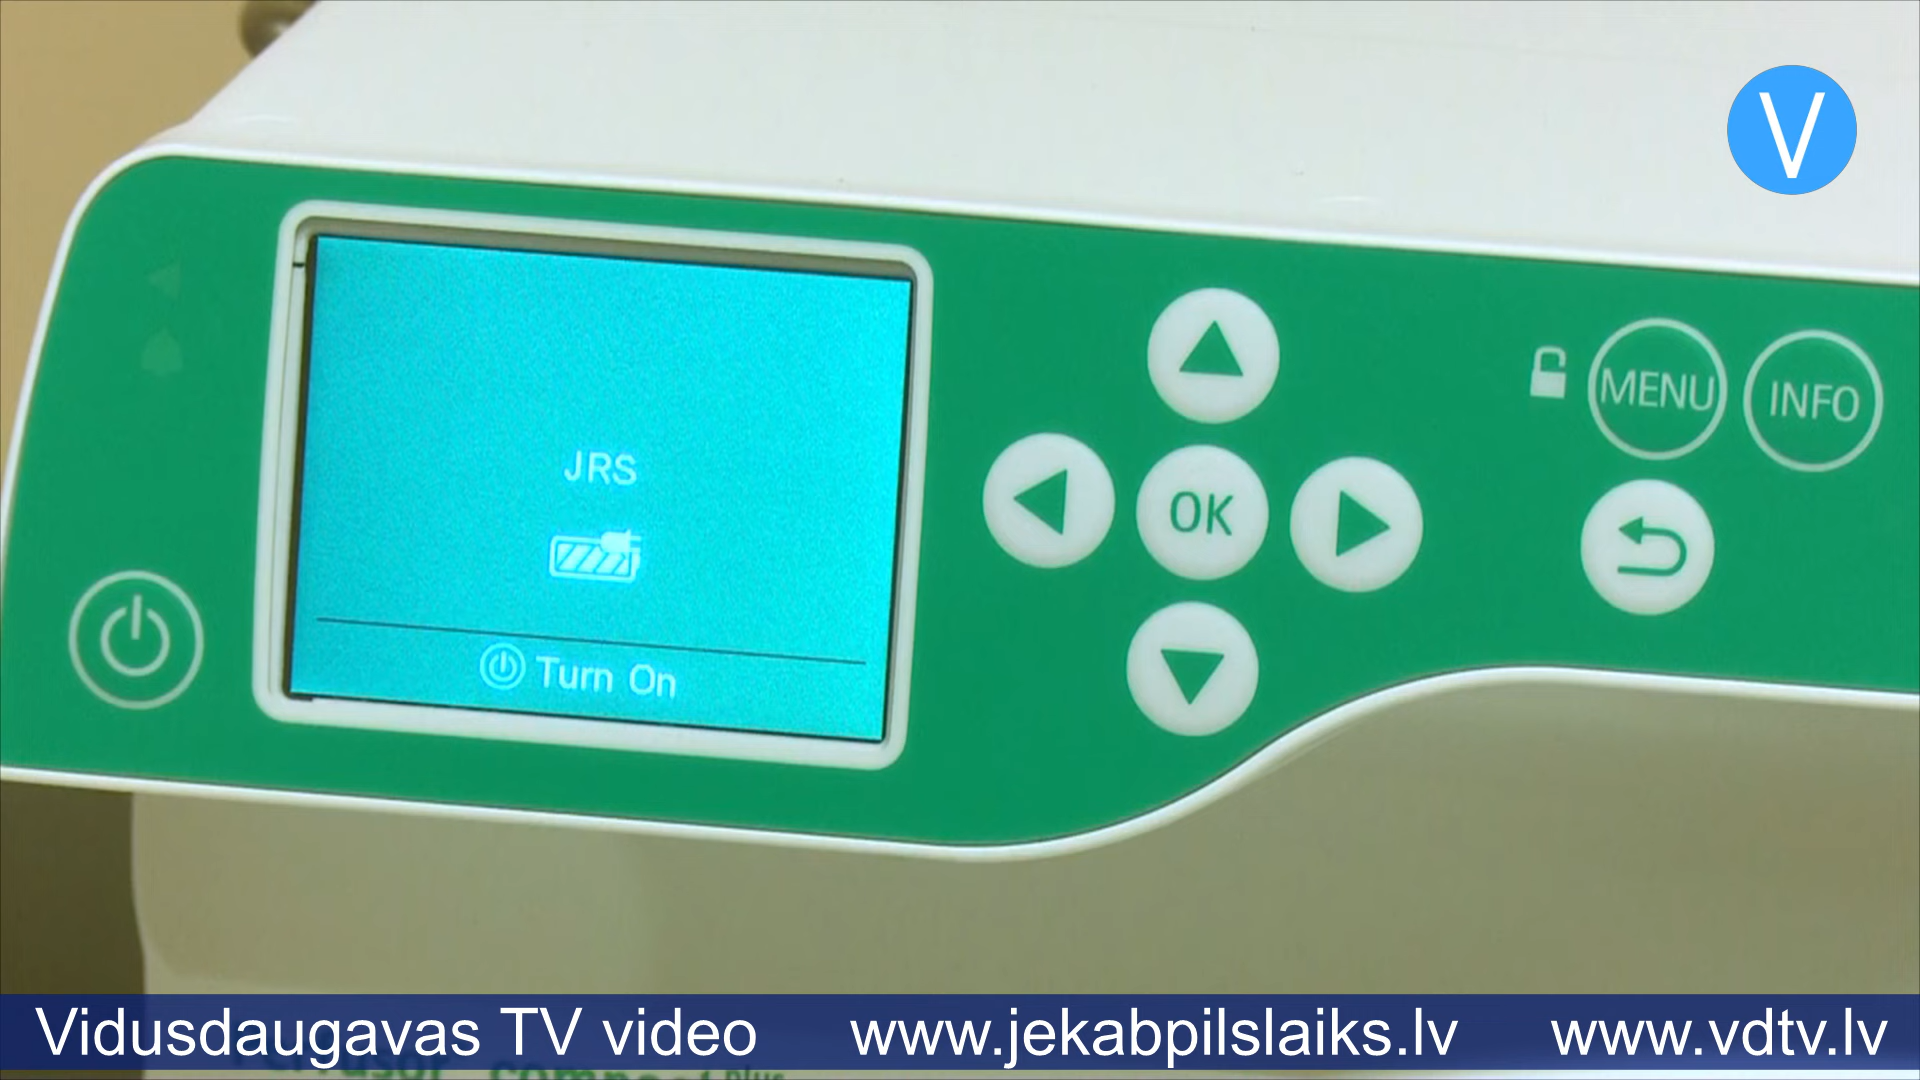 V
MENU
INFO
JRS
OK
Turn On
Vidusdaugavas TV video www.jekabpilslaiks.lv www.vdtv.lv